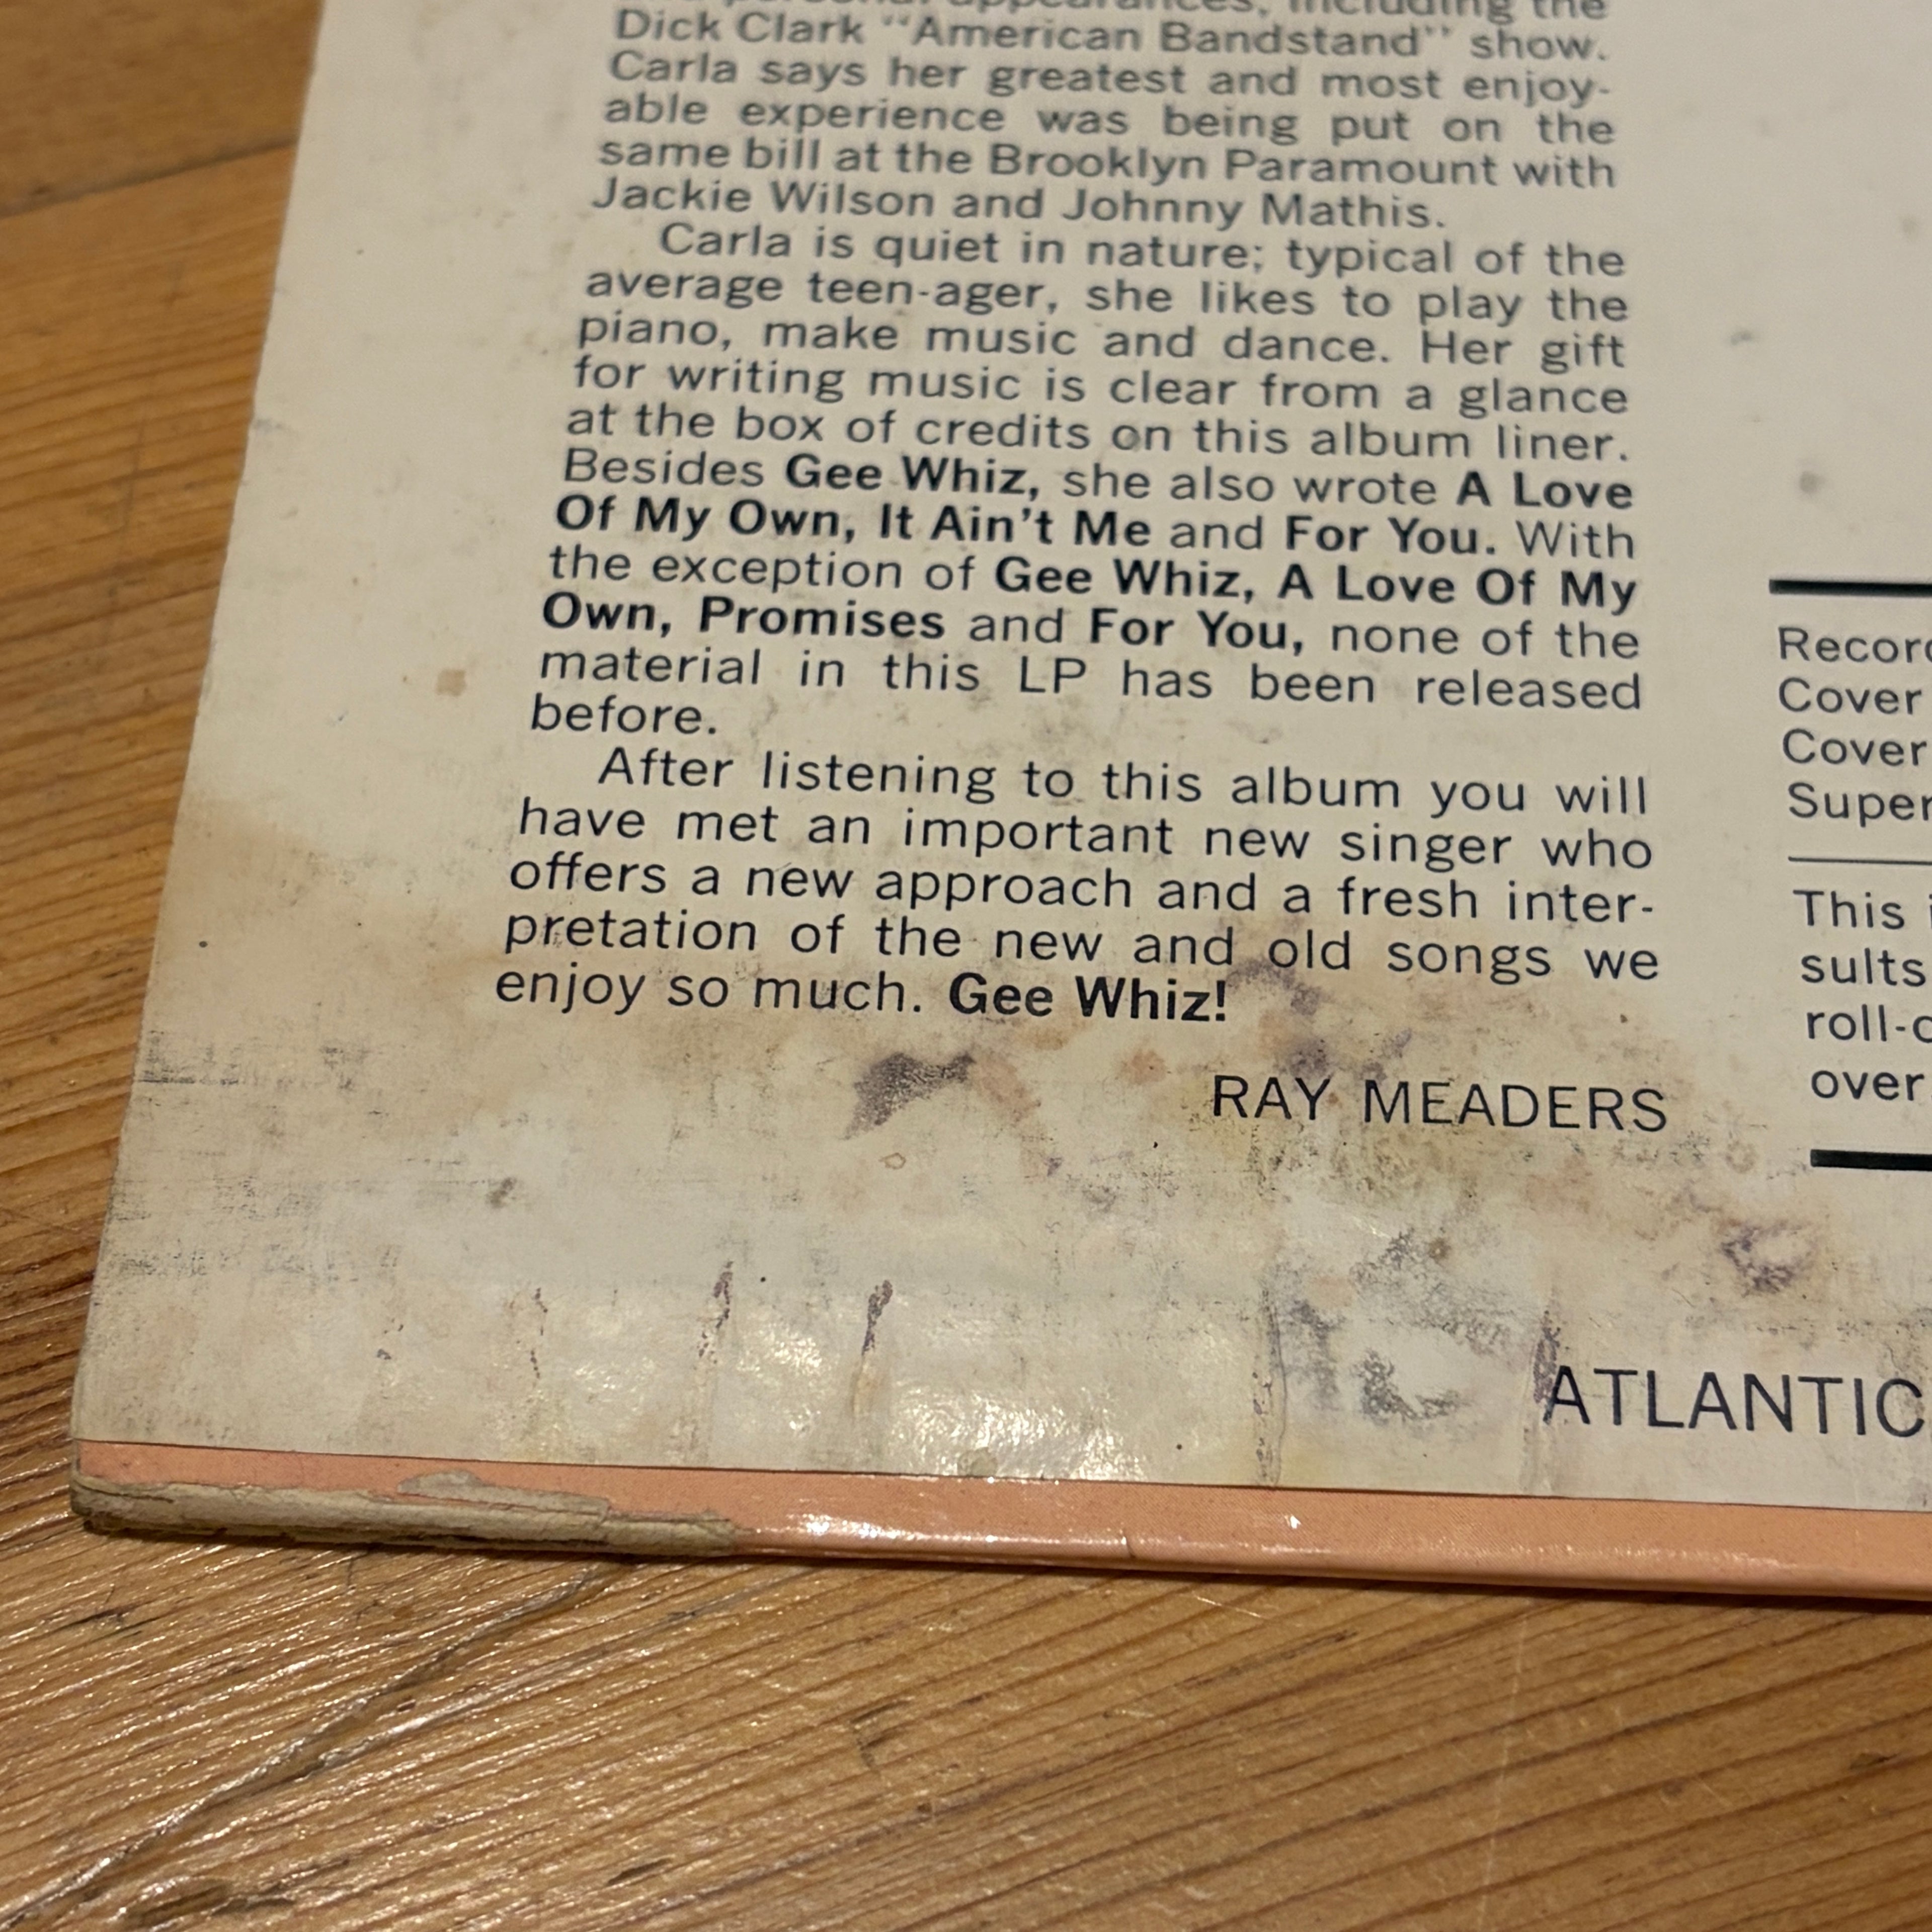 personal appearances, including the
Dick Clark "American Bandstand" show.
Carla says her greatest and most enjoy-
able experience was being put on the
same bill at the Brooklyn Paramount with
Jackie Wilson and Johnny Mathis.
Carla is quiet in nature; typical of the
average teen-ager, she likes to play the
piano, make music and dance. Her gift
for writing music is clear from a glance
at the box of credits on this album liner.
Besides Gee Whiz, she also wrote A Love
Of My Own, It Ain't Me and For You. With
the exception of Gee Whiz, A Love Of My
Own, Promises and For You, none of the
material in this LP has been released
before.
After listening to this album you will
have met an important new singer who
offers a new approach and a fresh inter-
pretation of the new and old songs we
enjoy so much. Gee Whiz!
RAY MEADERS
Record
Cover
Cover
Super
This
sults
roll-
over
ATLANTIC